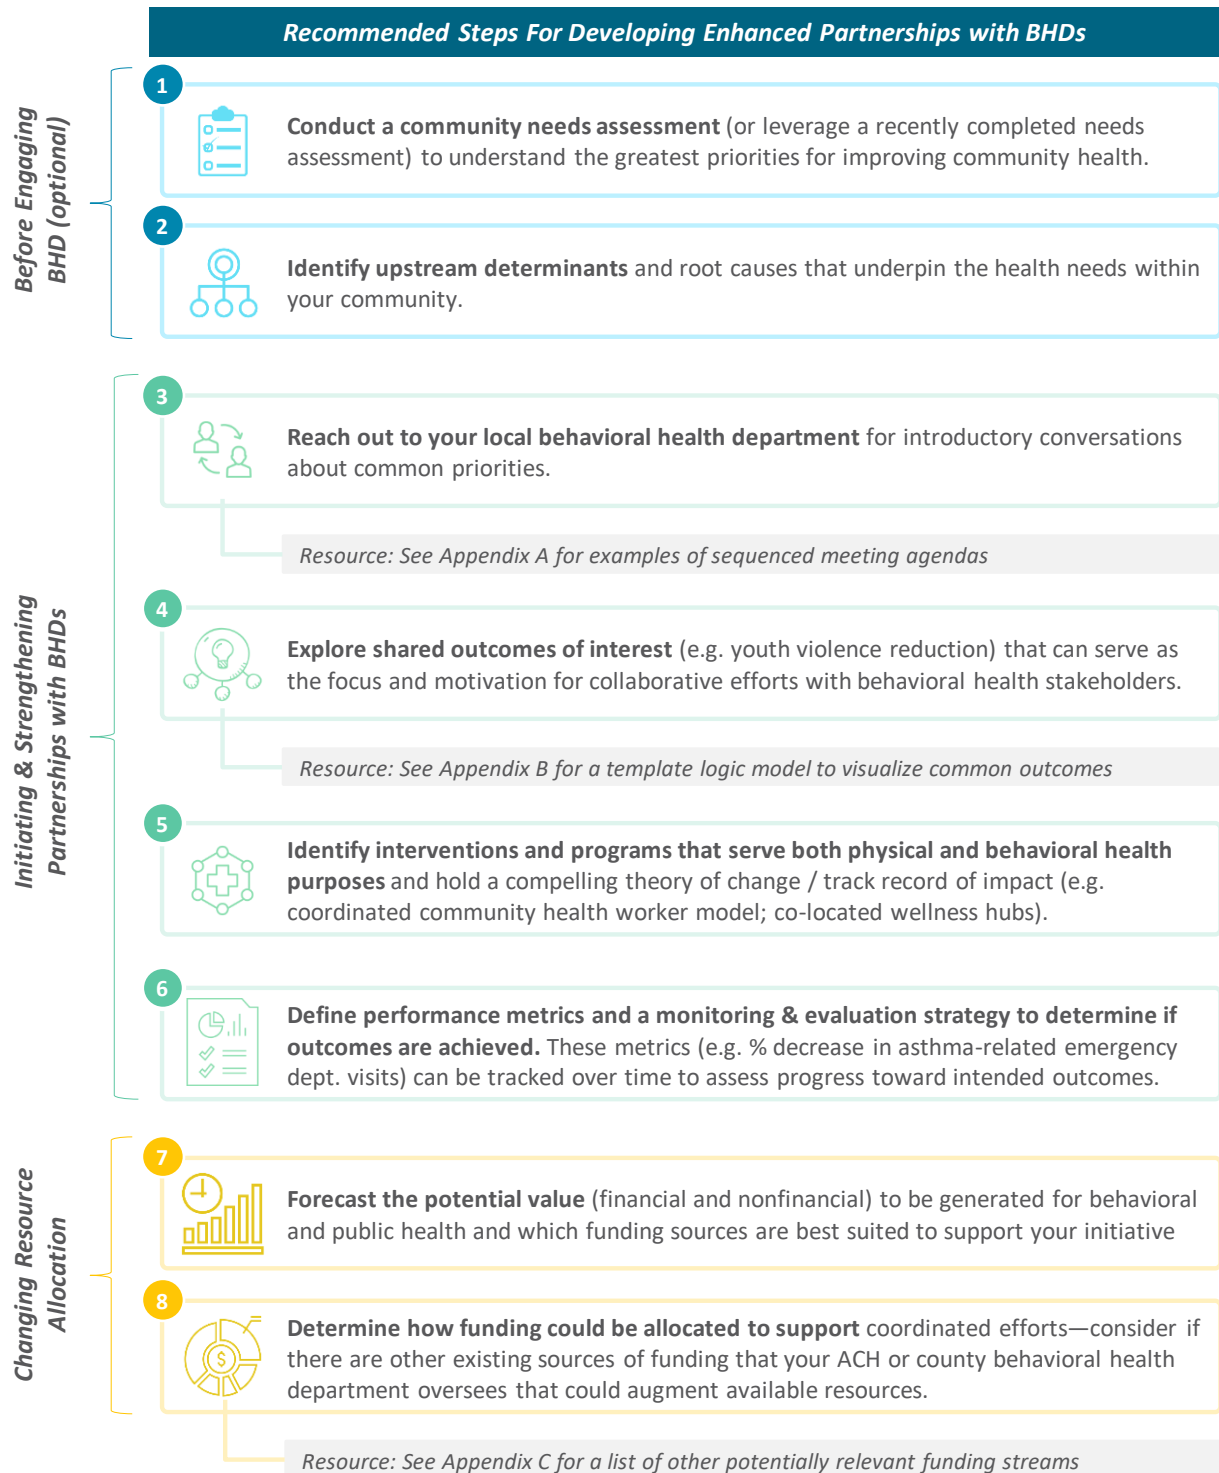 Recommended Steps For Developing Enhanced Partnerships with BHDs
Before Engaging
BHD (optional)
1
Conduct a community needs assessment (or leverage a recently completed needs
assessment) to understand the greatest priorities for improving community health.
2
Identify upstream determinants and root causes that underpin the health needs within
your community.
Initiating & Strengthening
Partnerships with BHDs
3
Reach out to your local behavioral health department for introductory conversations
about common priorities.
Resource: See Appendix A for examples of sequenced meeting agendas
4
Explore shared outcomes of interest (e.g. youth violence reduction) that can serve as
the focus and motivation for collaborative efforts with behavioral health stakeholders.
Resource: See Appendix B for a template logic model to visualize common outcomes
5
Identify interventions and programs that serve both physical and behavioral health
purposes and hold a compelling theory of change / track record of impact (e.g.
coordinated community health worker model; co-located wellness hubs).
6
Define performance metrics and a monitoring & evaluation strategy to determine if
outcomes are achieved. These metrics (e.g. % decrease in asthma-related emergency
dept. visits) can be tracked over time to assess progress toward intended outcomes.
Changing Resource
Allocation
7
Forecast the potential value (financial and nonfinancial) to be generated for behavioral
and public health and which funding sources are best suited to support your initiative
8
$
Determine how funding could be allocated to support coordinated efforts—consider if
there are other existing sources of funding that your ACH or county behavioral health
department oversees that could augment available resources.
Resource: See Appendix C for a list of other potentially relevant funding streams